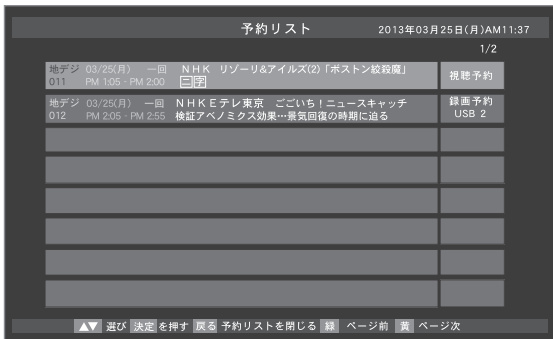 予約リスト 2013年03月25日(月)AM11:37
1/2
地デジ 03/25(月) 一回 NHK リゾーリ&アイルズ(2)「ボストン絞殺魔」 視聴予約
011 PM 1:05 - PM 2:00 二字
地デジ 03/25(月) 一回 NHKEテレ東京 ごごいち!ニュースキャッチ 録画予約
012 PM 2:05 - PM 2:55 検証アベノミクス効果…景気回復の時期に迫る USB 2
▲▼ 選び 決定 を押す 戻る 予約リストを閉じる 緑 ページ前 黄 ページ次